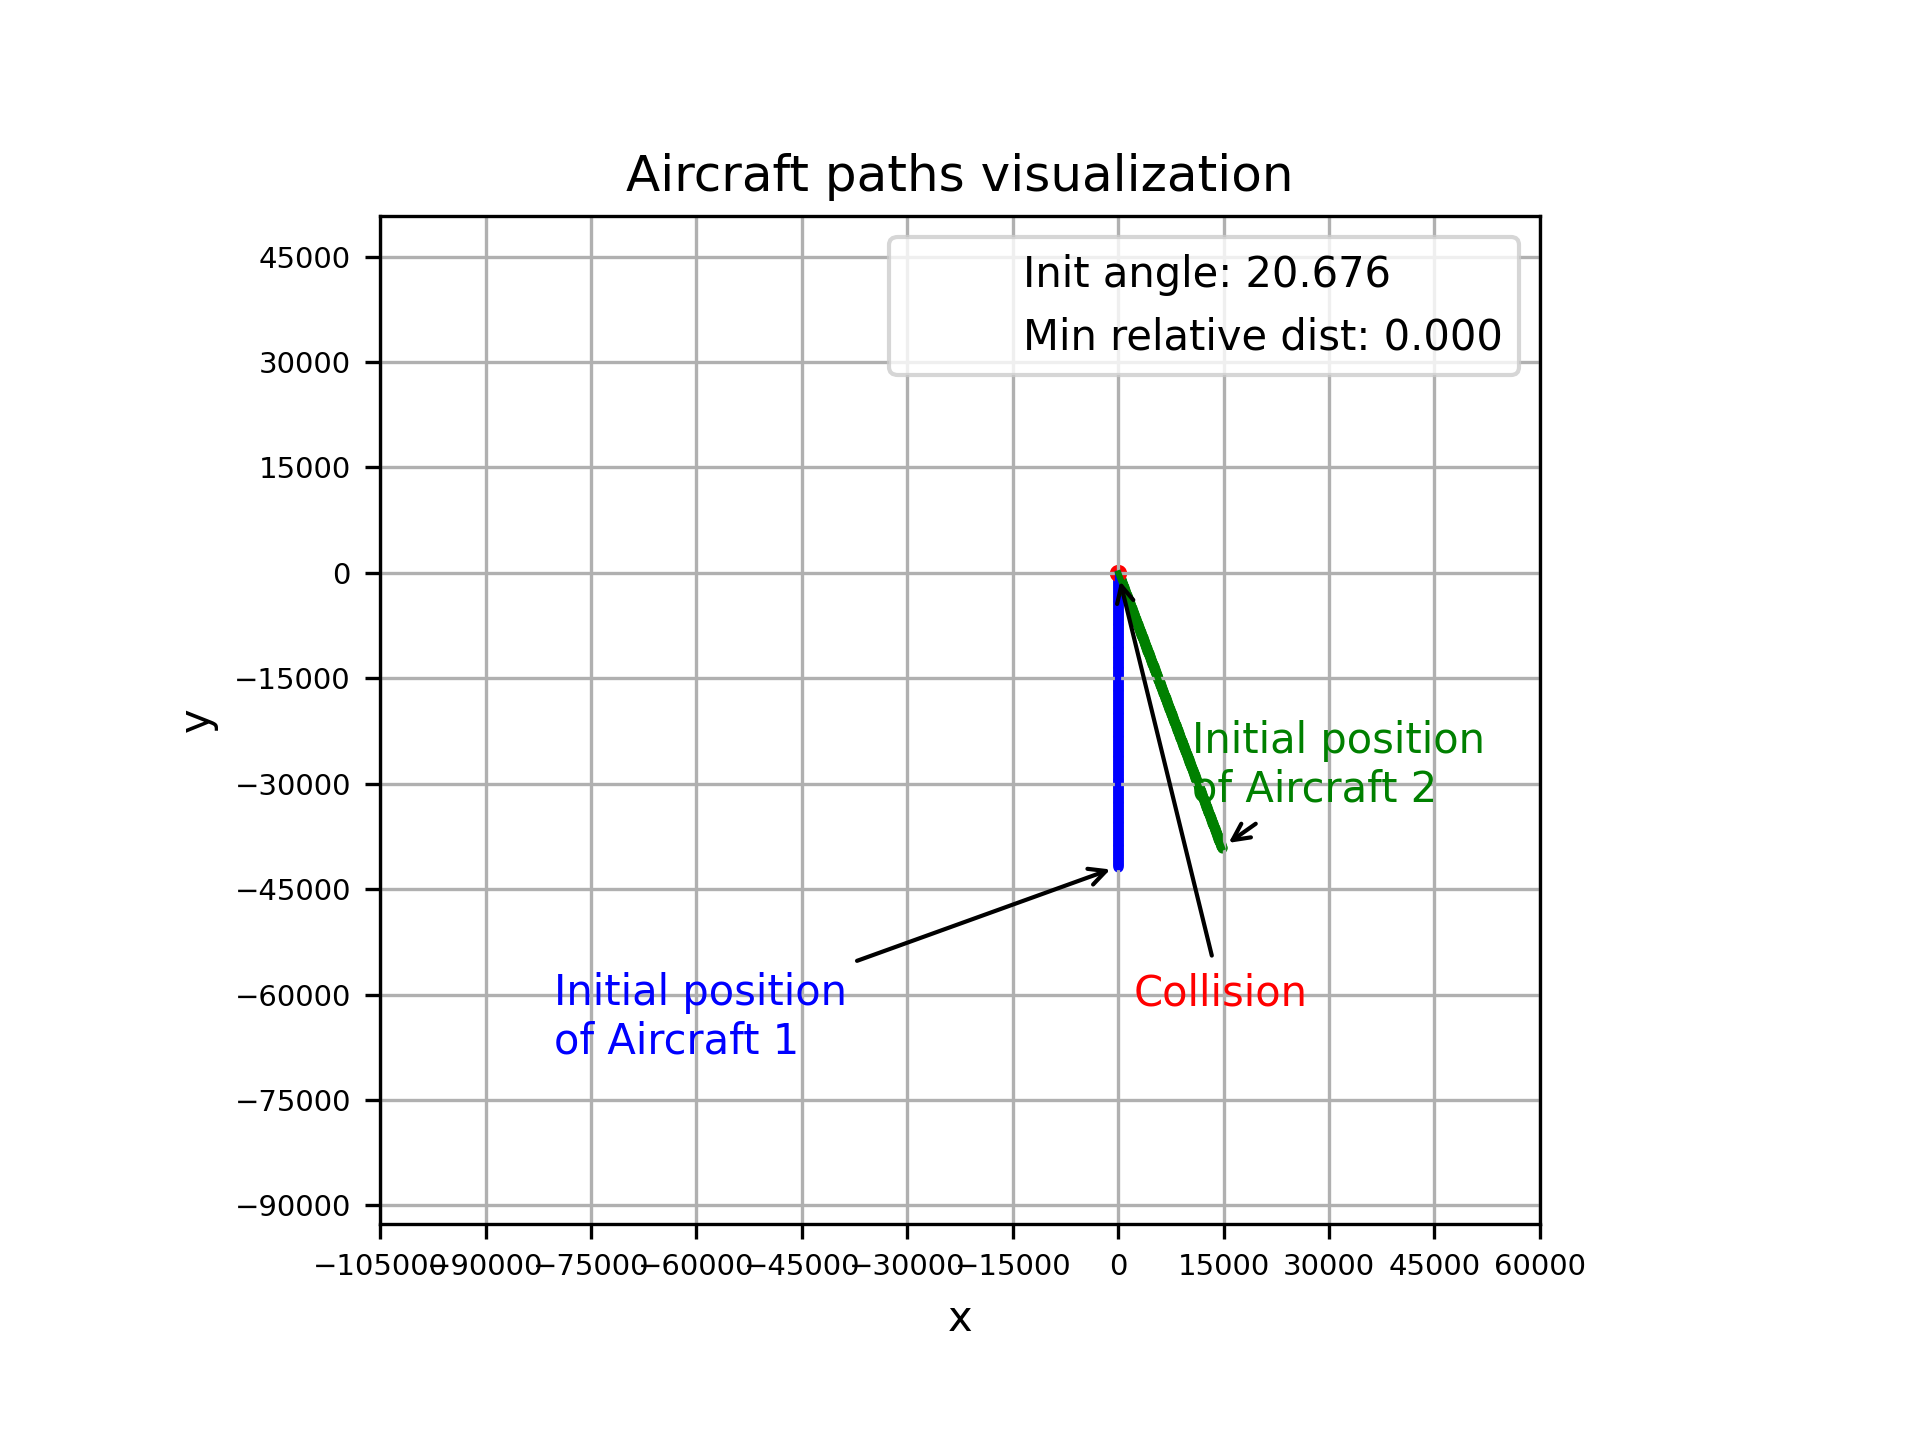 Aircraft paths visualization
Init angle: 20.676
Min relative dist: 0.000
45000
30000
15000
0
−15000
−30000
−45000
−60000
−75000
−90000
y
Initial position
of Aircraft 2
Initial position
of Aircraft 1
Collision
−105000 −90000 −75000 −60000 −45000 −30000 −15000 0 15000 30000 45000 60000
x